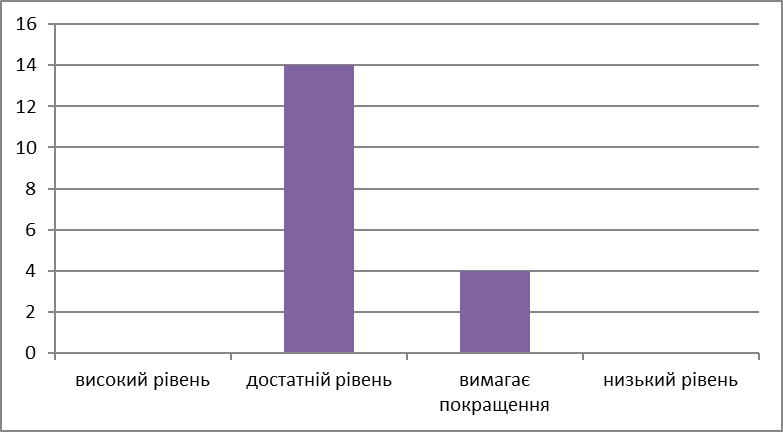 16
14
12
10
8
6
4
2
0
високий рівень
достатній рівень
вимагає
покращення
низький рівень